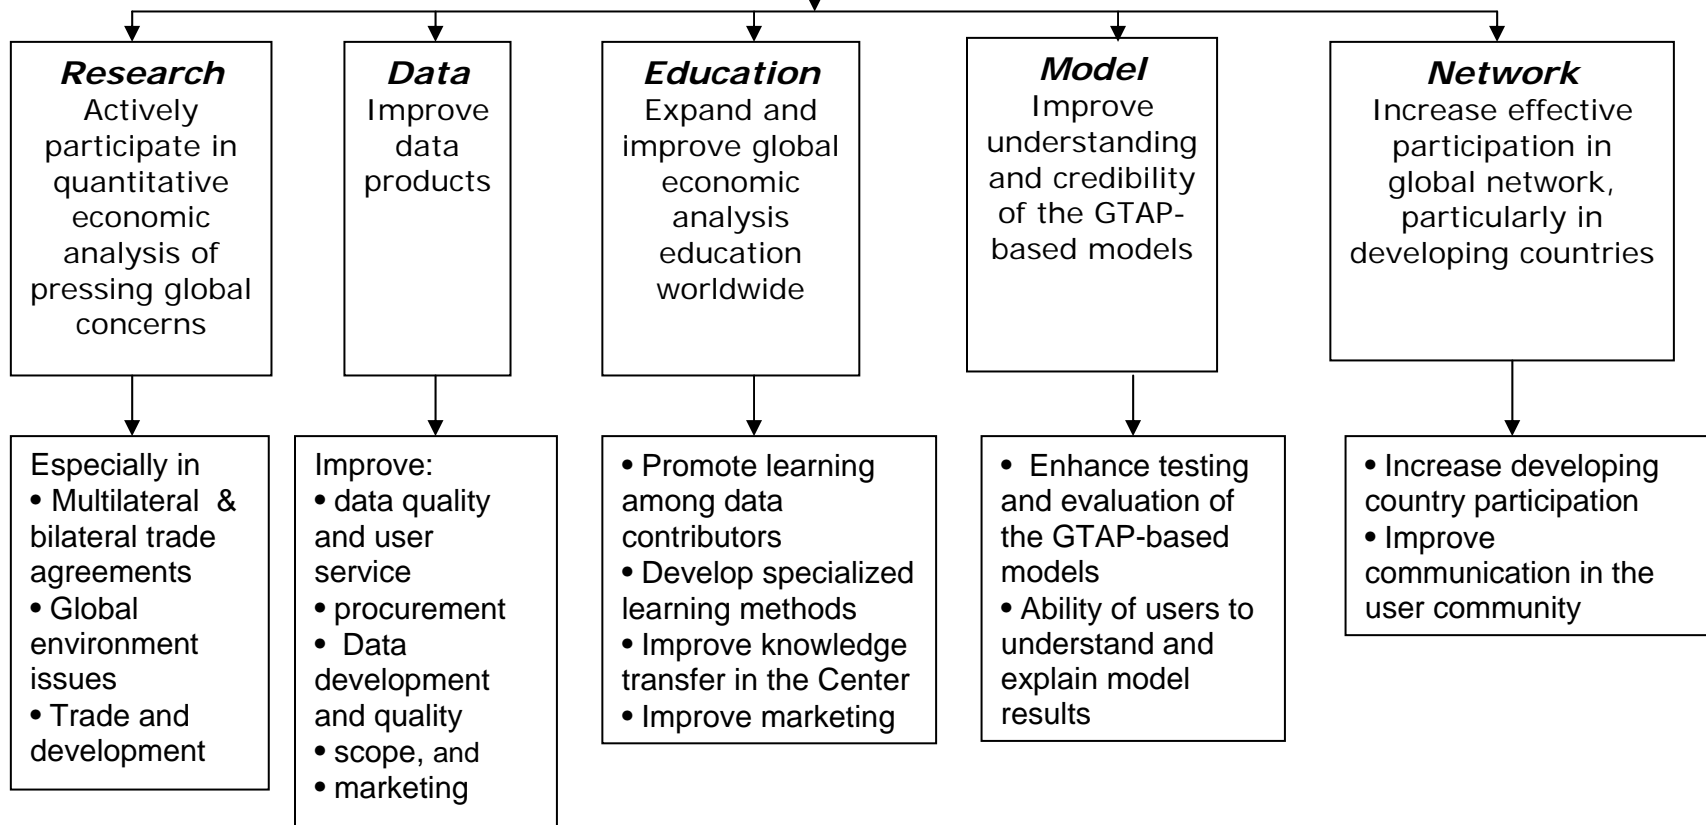 Research
Actively
participate in
quantitative
economic
analysis of
pressing global
concerns
Data
Improve
data
products
Education
Expand and
improve global
economic
analysis
education
worldwide
Model
Improve
understanding
and credibility
of the GTAP-
based models
Network
Increase effective
participation in
global network,
particularly in
developing countries
Especially in
• Multilateral &
bilateral trade
agreements
• Global
environment
issues
• Trade and
development
Improve:
• data quality
and user
service
• procurement
• Data
development
and quality
• scope, and
• marketing
• Promote learning
among data
contributors
• Develop specialized
learning methods
• Improve knowledge
transfer in the Center
• Improve marketing
• Enhance testing
and evaluation of
the GTAP-based
models
• Ability of users to
understand and
explain model
results
• Increase developing
country participation
• Improve
communication in the
user community